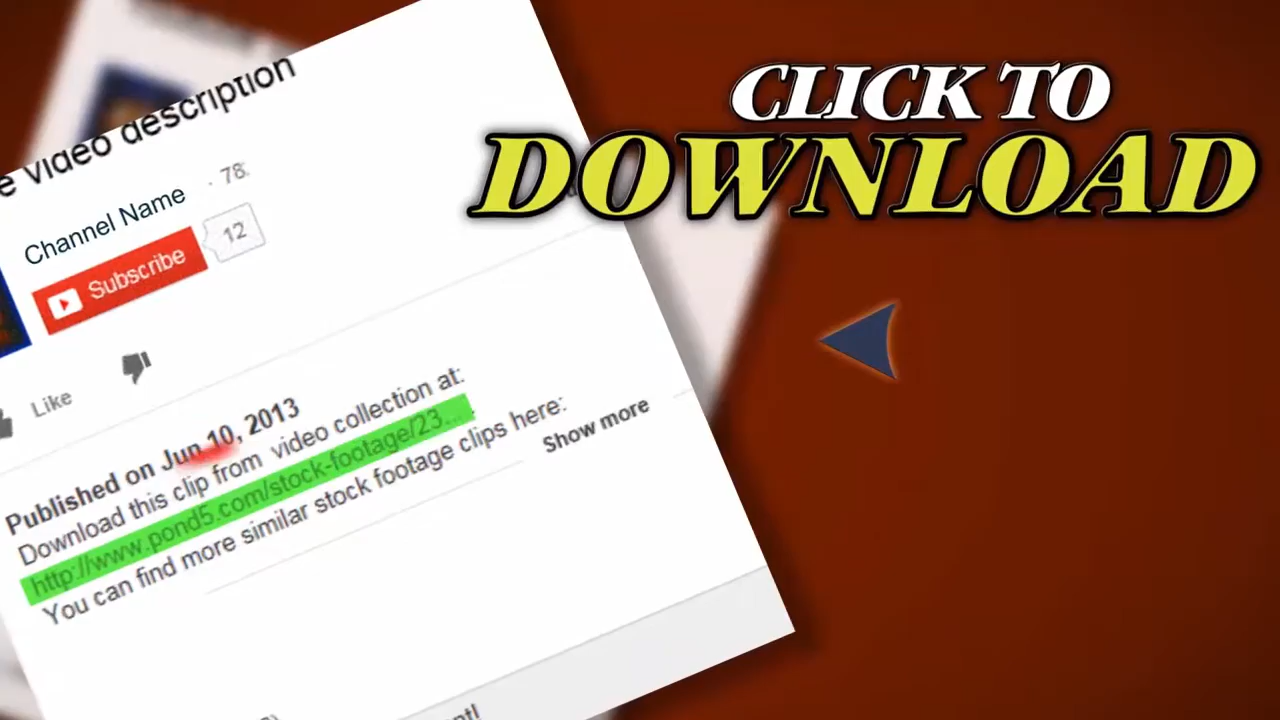 CLICK TO
DOWNLOAD
video description
Channel Name
78
Subscribe
12
Like
Published on Jun 10, 2013
Download this clip from video collection at:
http://www.pond5.com/stock-footage/23...
You can find more similar stock footage clips here:
Show more